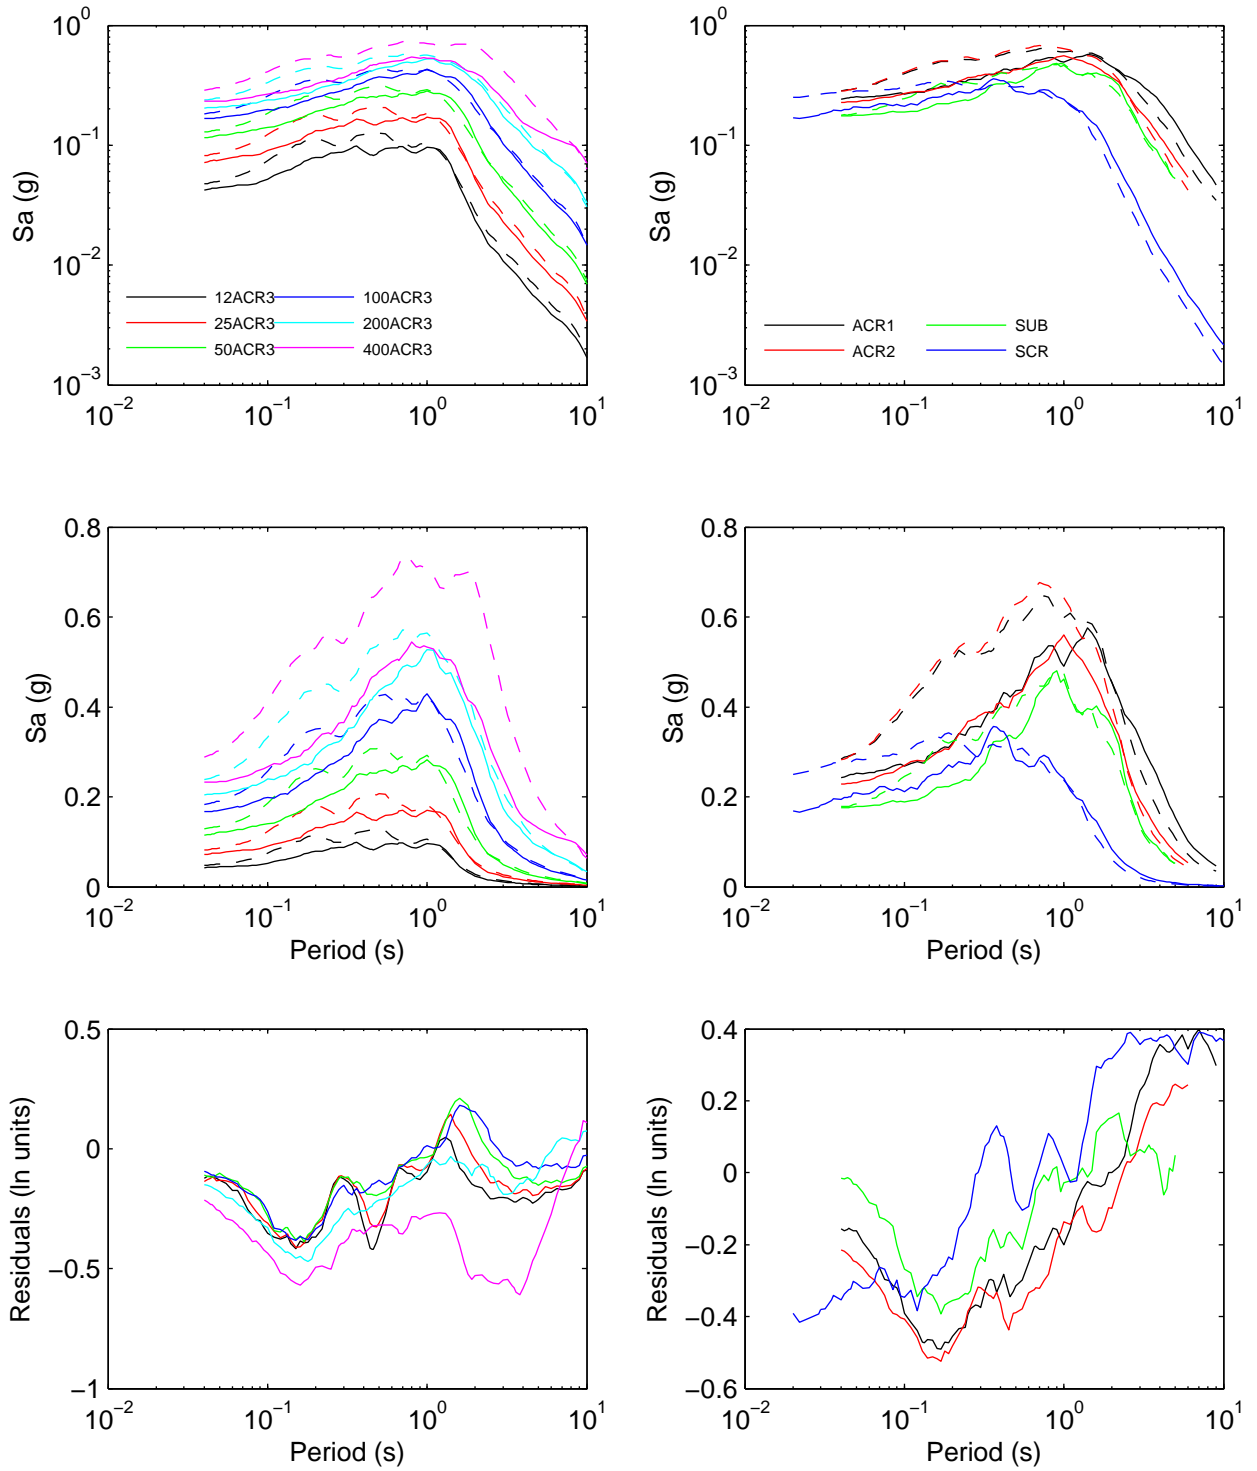 10^0
10^−1
10^−2
10^−3
Sa (g)
12ACR3
25ACR3
50ACR3
100ACR3
200ACR3
400ACR3
10^−2 10^−1 10^0 10^1
10^0
10^−1
10^−2
10^−3
Sa (g)
ACR1
ACR2
SUB
SCR
10^−2 10^−1 10^0 10^1
0.8
0.6
0.4
0.2
0
Sa (g)
10^−2 10^−1 10^0 10^1
Period (s)
0.8
0.6
0.4
0.2
0
Sa (g)
10^−2 10^−1 10^0 10^1
Period (s)
0.5
0
−0.5
−1
Residuals (ln units)
10^−2 10^−1 10^0 10^1
Period (s)
0.4
0.2
0
−0.2
−0.4
−0.6
Residuals (ln units)
10^−2 10^−1 10^0 10^1
Period (s)